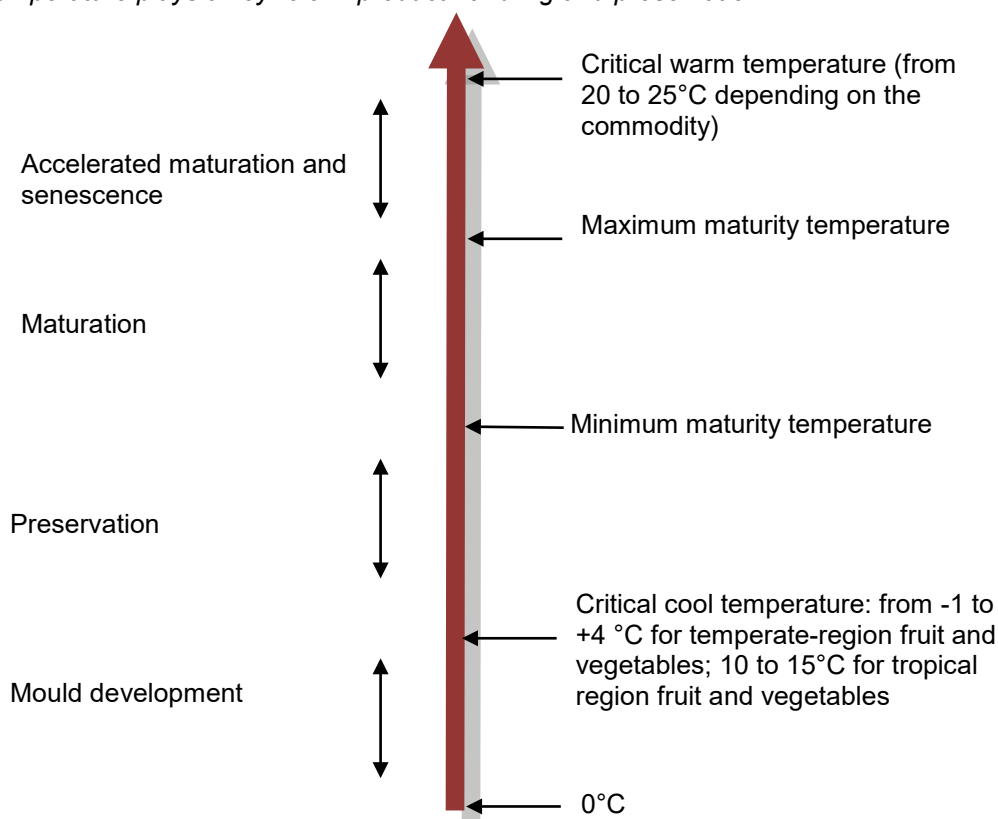 Critical warm temperature (from
20 to 25°C depending on the
commodity)
Accelerated maturation and
senescence
Maximum maturity temperature
Maturation
Minimum maturity temperature
Preservation
Critical cool temperature: from -1 to
+4 °C for temperate-region fruit and
vegetables; 10 to 15°C for tropical
region fruit and vegetables
Mould development
0°C